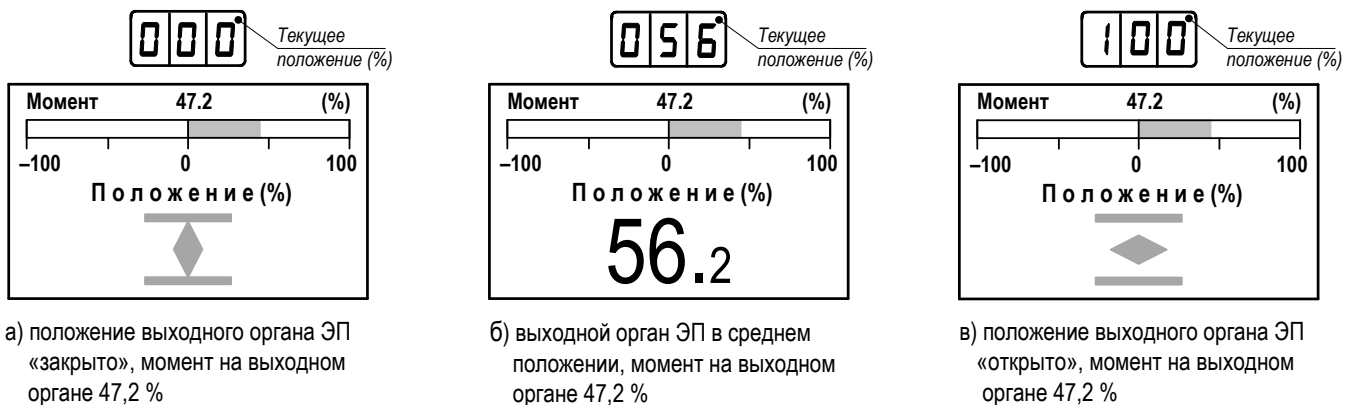 000
Текущее
положение (%)
Момент 47.2 (%)
–100 0 100
Положение (%)
а) положение выходного органа ЭП
«закрыто», момент на выходном
органе 47,2 %
056
Текущее
положение (%)
Момент 47.2 (%)
–100 0 100
Положение (%)
56.2
б) выходной орган ЭП в среднем
положении, момент на выходном
органе 47,2 %
100
Текущее
положение (%)
Момент 47.2 (%)
–100 0 100
Положение (%)
в) положение выходного органа ЭП
«открыто», момент на выходном
органе 47,2 %